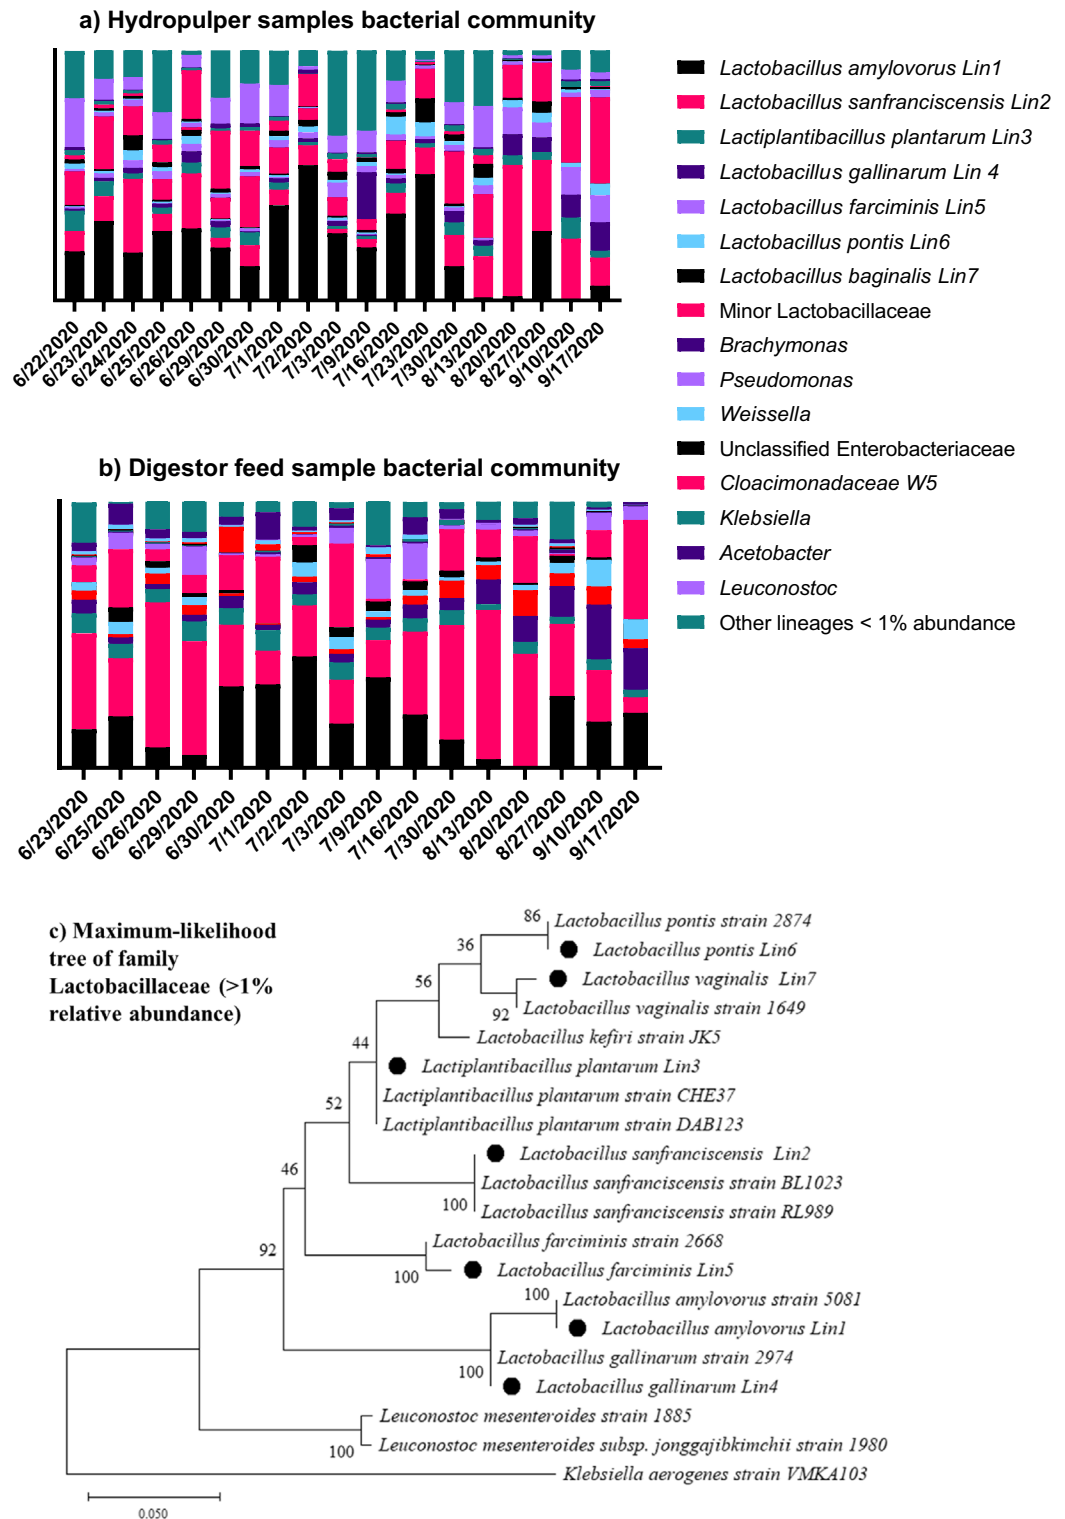 a) Hydropulper samples bacterial community
Lactobacillus amylovorus Lin1
Lactobacillus sanfranciscensis Lin2
Lactiplantibacillus plantarum Lin3
Lactobacillus gallinarum Lin 4
Lactobacillus farciminis Lin5
Lactobacillus pontis Lin6
Lactobacillus baginalis Lin7
Minor Lactobacillaceae
Brachymonas
Pseudomonas
Weissella
Unclassified Enterobacteriaceae
Cloacimonadaceae W5
Klebsiella
Acetobacter
Leuconostoc
Other lineages < 1% abundance
6/22/2020
6/23/2020
6/24/2020
6/25/2020
6/26/2020
6/29/2020
6/30/2020
7/1/2020
7/2/2020
7/3/2020
7/9/2020
7/16/2020
7/23/2020
7/30/2020
8/13/2020
8/20/2020
8/27/2020
9/10/2020
9/17/2020
b) Digestor feed sample bacterial community
6/23/2020
6/25/2020
6/26/2020
6/29/2020
6/30/2020
7/1/2020
7/2/2020
7/3/2020
7/9/2020
7/16/2020
7/30/2020
8/13/2020
8/20/2020
8/27/2020
9/10/2020
9/17/2020
c) Maximum-likelihood
tree of family
Lactobacillaceae (>1%
relative abundance)
86
Lactobacillus pontis strain 2874
36
Lactobacillus pontis Lin6
56
Lactobacillus vaginalis Lin7
92
Lactobacillus vaginalis strain 1649
Lactobacillus kefiri strain JK5
44
Lactiplantibacillus plantarum Lin3
Lactiplantibacillus plantarum strain CHE37
52
Lactiplantibacillus plantarum strain DAB123
Lactobacillus sanfranciscensis Lin2
46
Lactobacillus sanfranciscensis strain BL1023
100
Lactobacillus sanfranciscensis strain RL989
92
Lactobacillus farciminis strain 2668
100
Lactobacillus farciminis Lin5
100
Lactobacillus amylovorus strain 5081
Lactobacillus amylovorus Lin1
Lactobacillus gallinarum strain 2974
100
Lactobacillus gallinarum Lin4
Leuconostoc mesenteroides strain 1885
100
Leuconostoc mesenteroides subsp. jonggajibkimchii strain 1980
Klebsiella aerogenes strain VMKA103
0.050